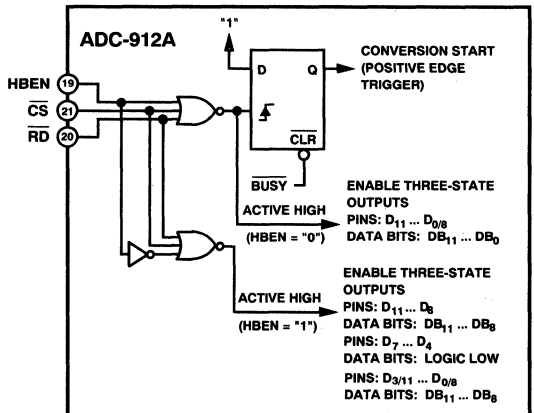 "1"
ADC-912A
D Q
CONVERSION START
(POSITIVE EDGE
TRIGGER)
HBEN 19
CS 21
RD 20
CLR
BUSY
ACTIVE HIGH
(HBEN = "0")
ENABLE THREE-STATE
OUTPUTS
PINS: D11 ... D0/8
DATA BITS: DB11 ... DB0
ACTIVE HIGH
(HBEN = "1")
ENABLE THREE-STATE
OUTPUTS
PINS: D11 ... D8
DATA BITS: DB11 ... DB8
PINS: D7 ... D4
DATA BITS: LOGIC LOW
PINS: D3/11 ... D0/8
DATA BITS: DB11 ... DB8